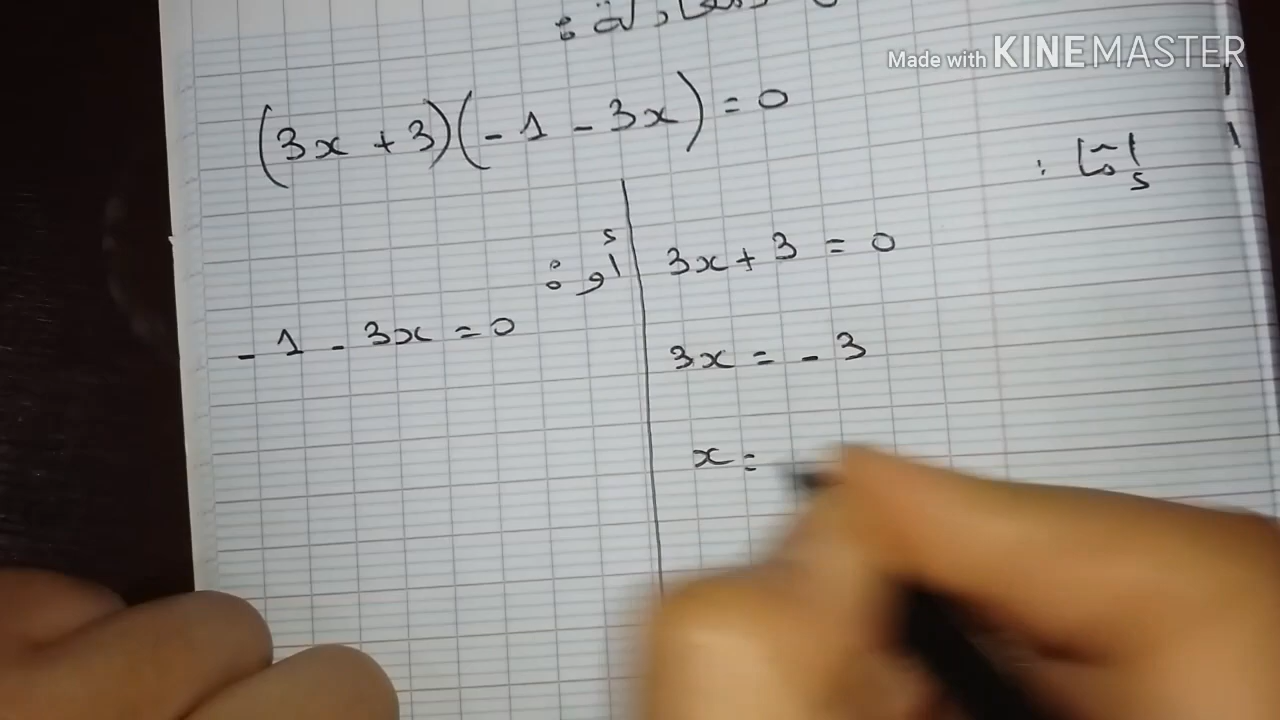 Made with KINEMASTER
(3x + 3)(- 1 - 3x) = 0
إما :
3x + 3 = 0
أو :
- 1 - 3x = 0
3x = - 3
x =